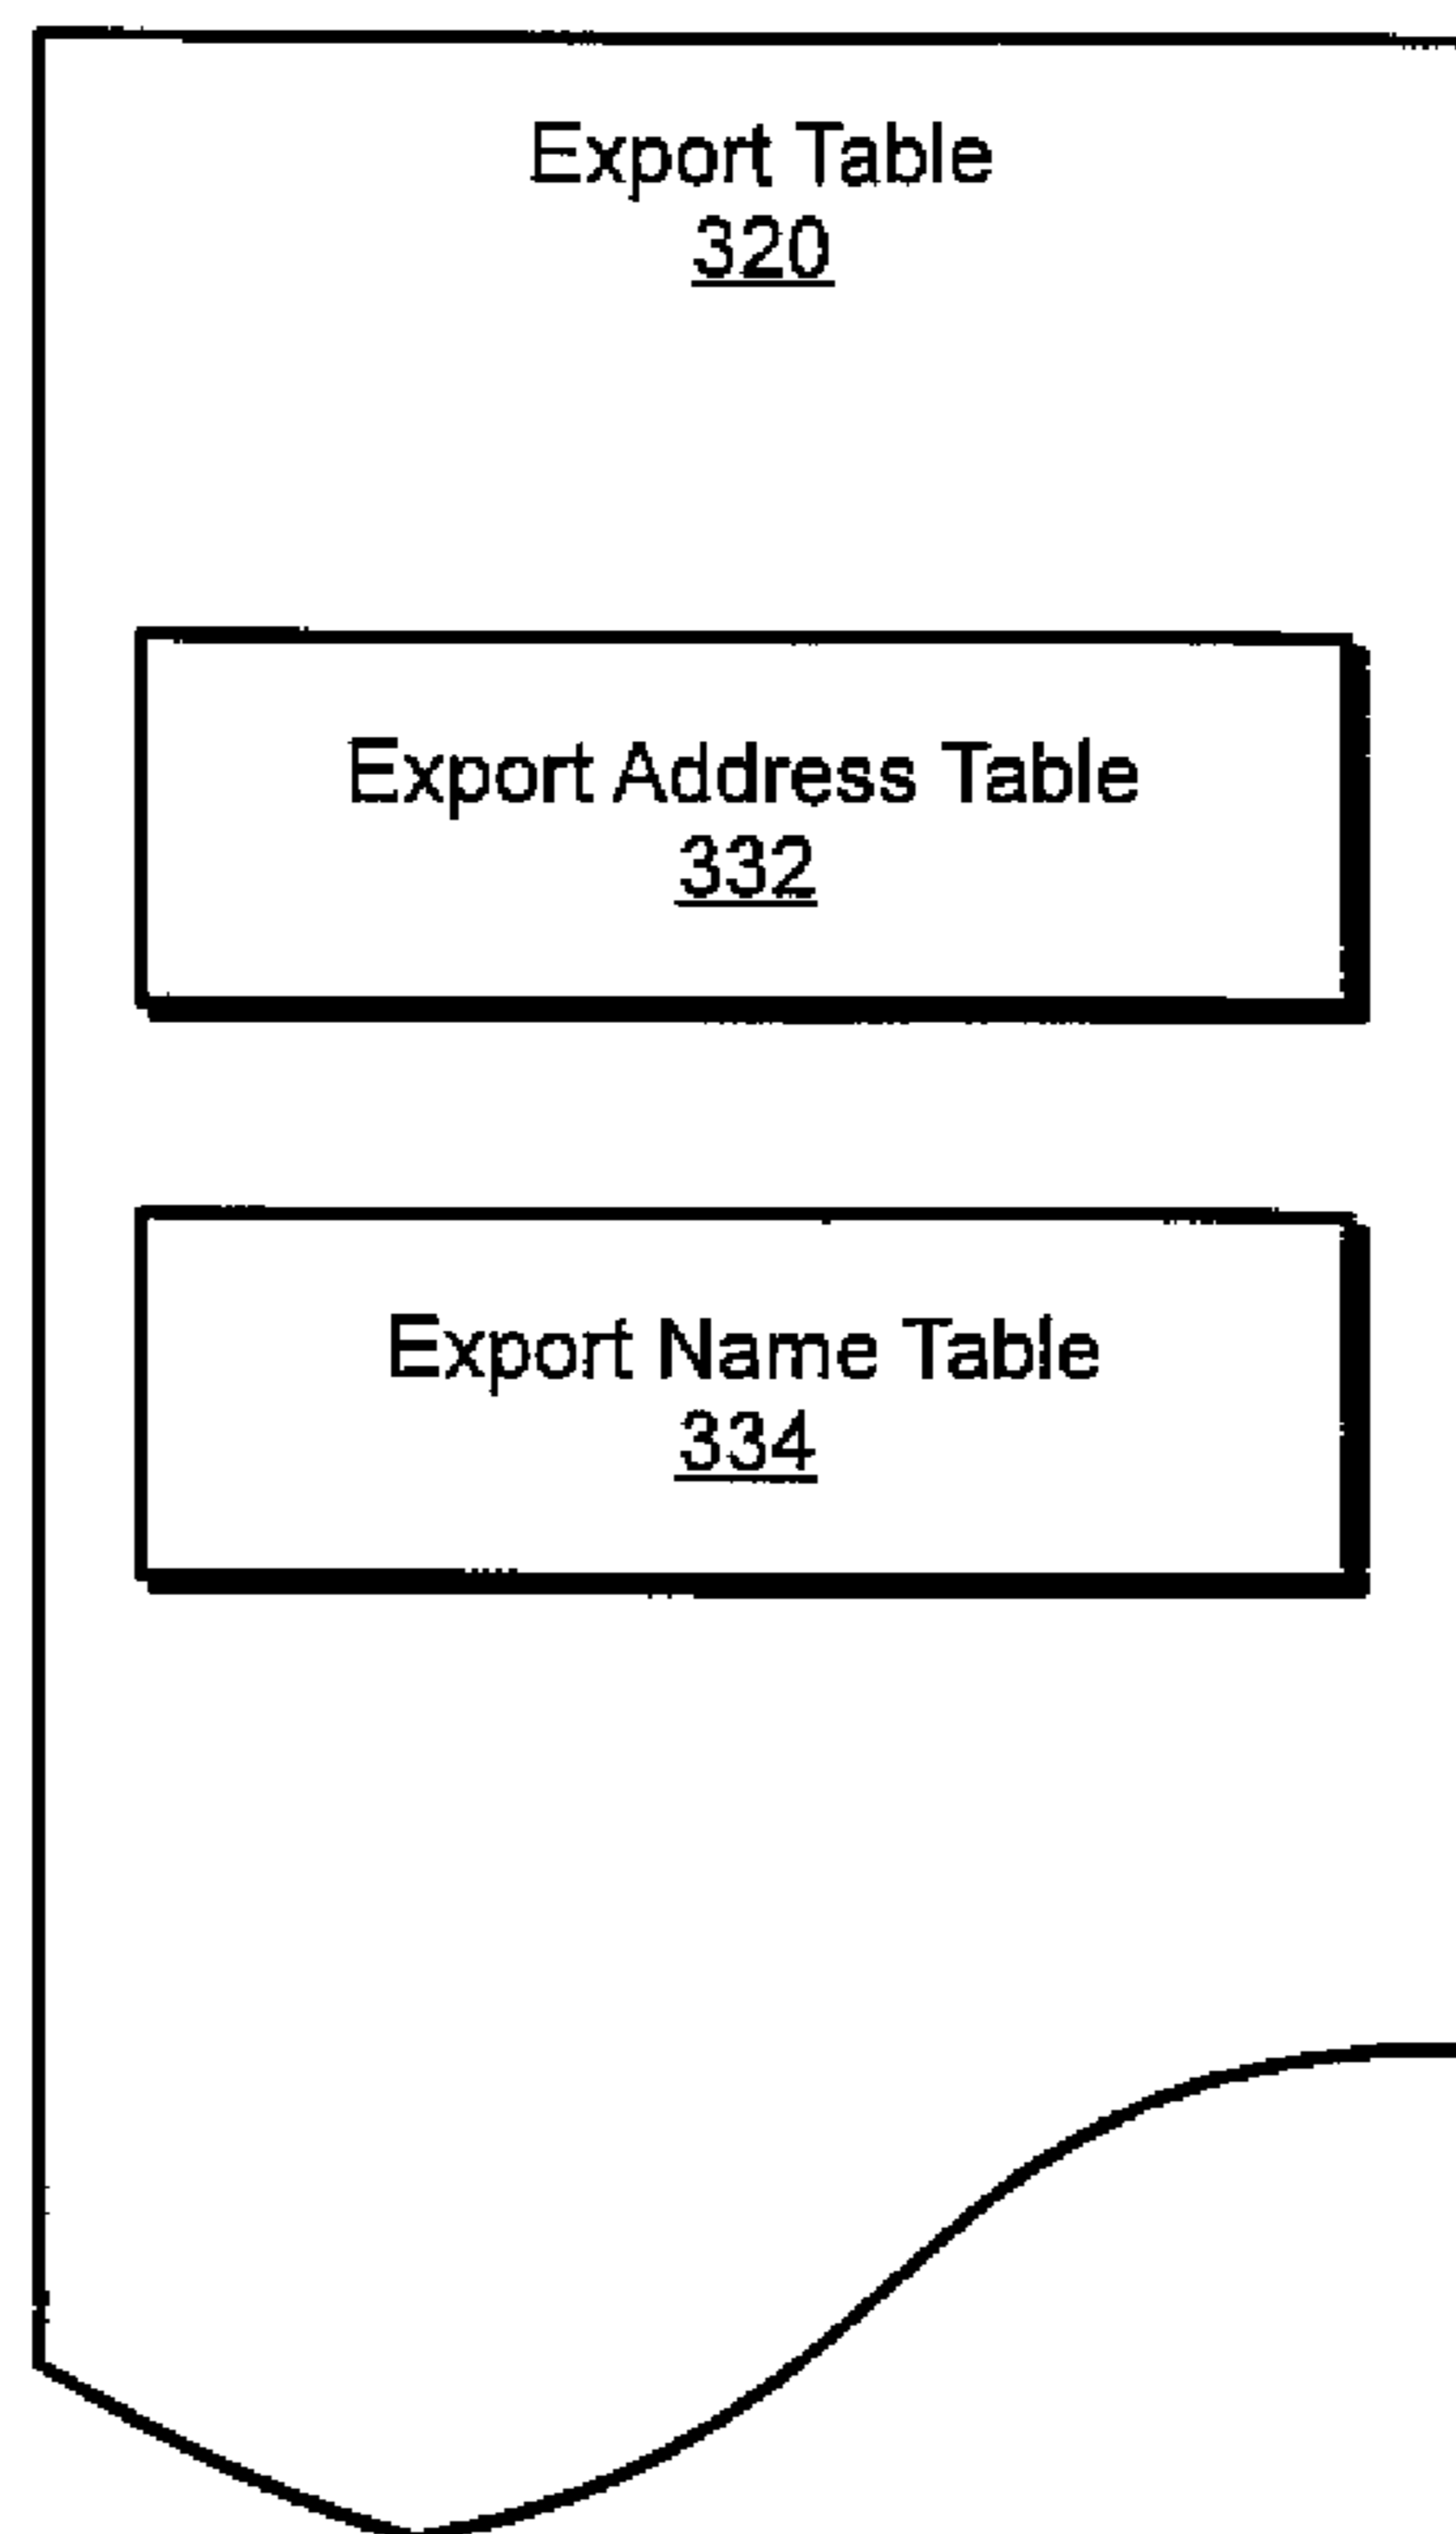 Export Table
320
Export Address Table
332
Export Name Table
334